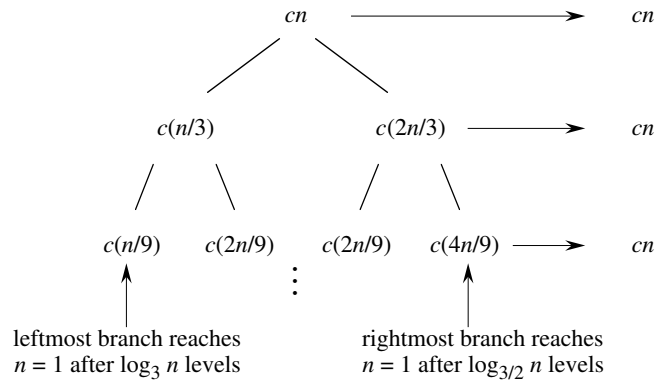 cn cn
c(n/3) c(2n/3) cn
c(n/9) c(2n/9) c(2n/9) c(4n/9) cn
leftmost branch reaches
n = 1 after log₃ n levels
rightmost branch reaches
n = 1 after log₃/₂ n levels